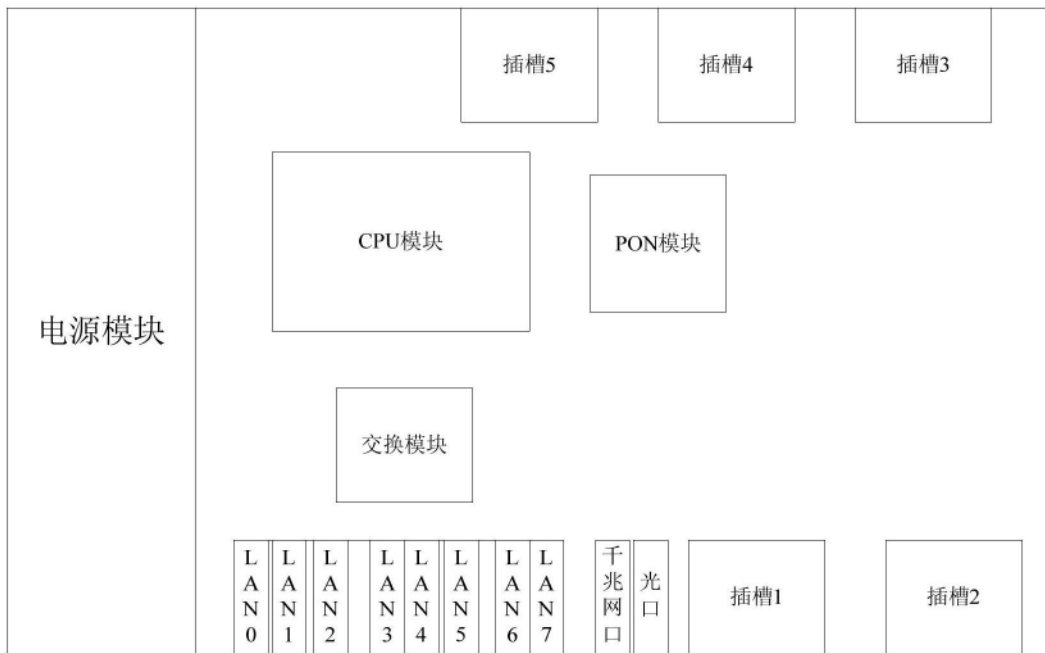 插槽5
插槽4
插槽3
CPU模块
PON模块
电源模块
交换模块
LAN0
LAN1
LAN2
LAN3
LAN4
LAN5
LAN6
LAN7
千兆网口
光口
插槽1
插槽2